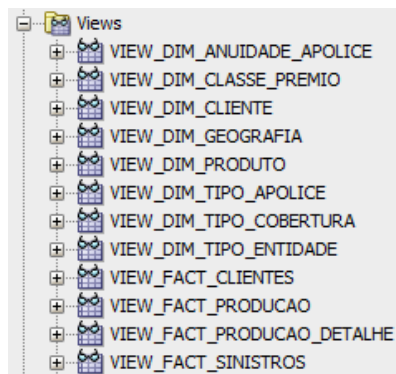 Views
VIEW_DIM_ANUIDADE_APOLICE
VIEW_DIM_CLASSE_PREMIO
VIEW_DIM_CLIENTE
VIEW_DIM_GEOGRAFIA
VIEW_DIM_PRODUTO
VIEW_DIM_TIPO_APOLICE
VIEW_DIM_TIPO_COBERTURA
VIEW_DIM_TIPO_ENTIDADE
VIEW_FACT_CLIENTES
VIEW_FACT_PRODUCAO
VIEW_FACT_PRODUCAO_DETALHE
VIEW_FACT_SINISTROS